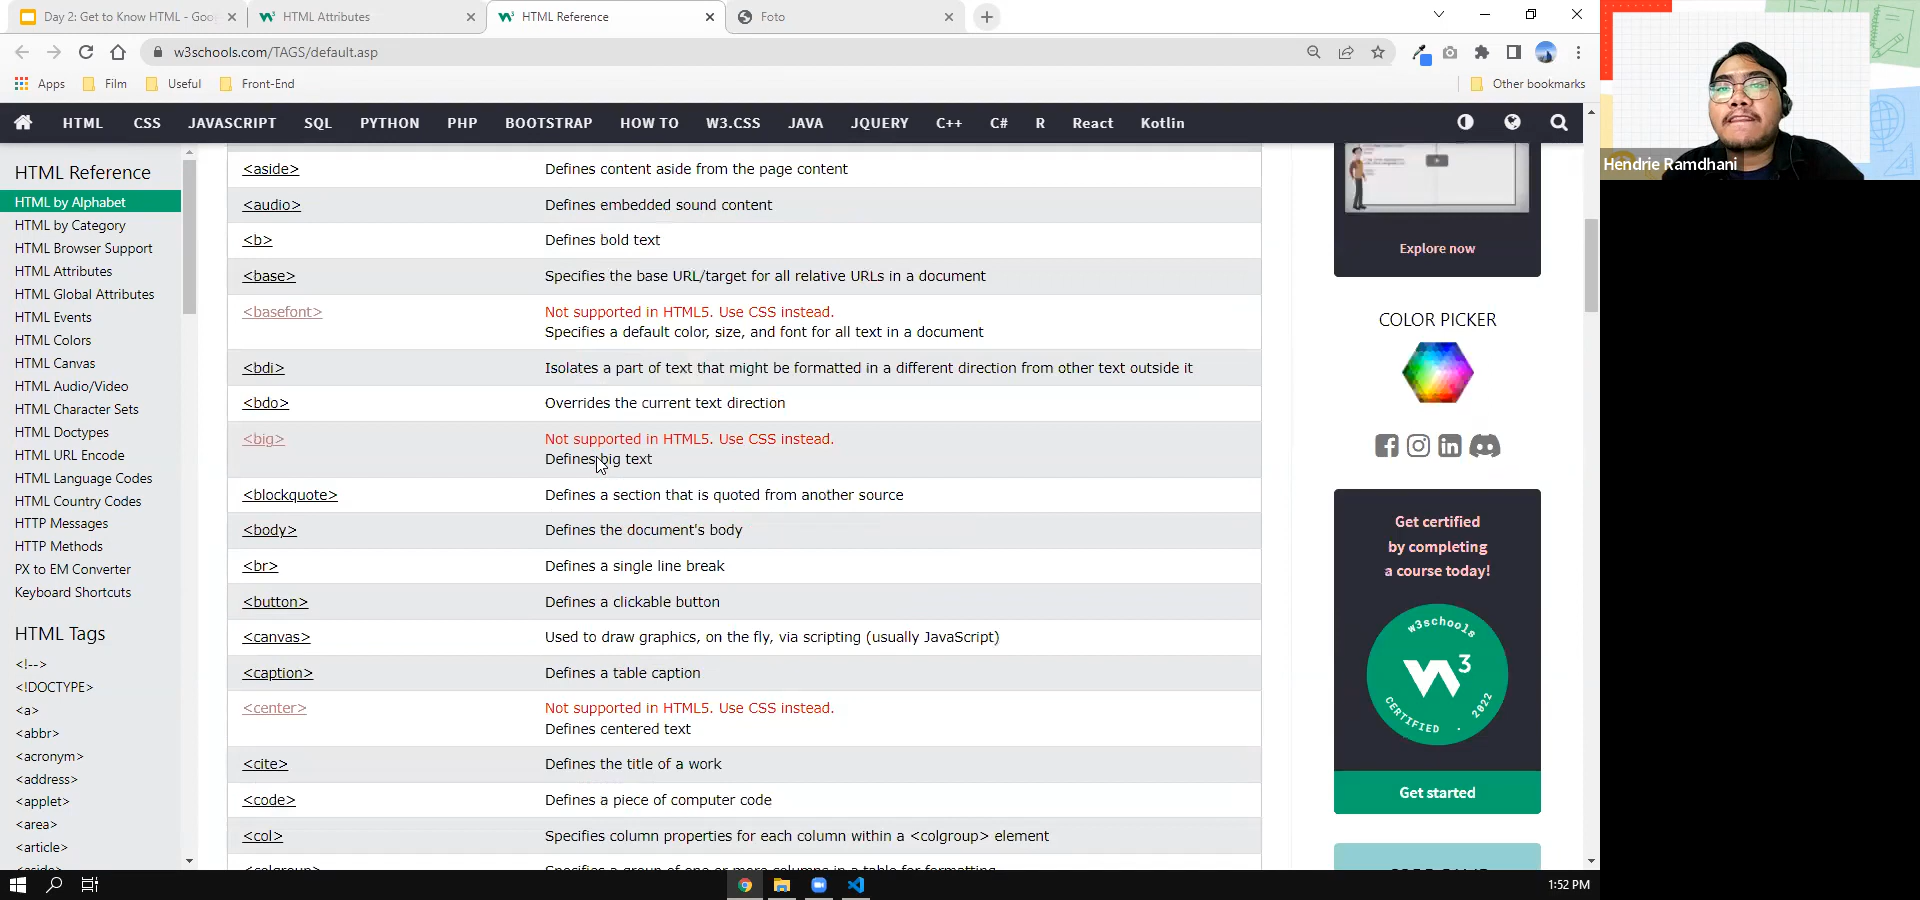 Day 2: Get to Know HTML - Goo
HTML Attributes
HTML Reference
Foto
w3schools.com/TAGS/default.asp
Apps
Film
Useful
Front-End
Other bookmarks
HTML CSS JAVASCRIPT SQL PYTHON PHP BOOTSTRAP HOW TO W3.CSS JAVA JQUERY C++ C# R React Kotlin
HTML Reference
HTML by Alphabet
HTML by Category
HTML Browser Support
HTML Attributes
HTML Global Attributes
HTML Events
HTML Colors
HTML Canvas
HTML Audio/Video
HTML Character Sets
HTML Doctypes
HTML URL Encode
HTML Language Codes
HTML Country Codes
HTTP Messages
HTTP Methods
PX to EM Converter
Keyboard Shortcuts
HTML Tags
<!-->
<!DOCTYPE>
<a>
<abbr>
<acronym>
<address>
<applet>
<area>
<article>
<aside>
<aside> Defines content aside from the page content
<audio> Defines embedded sound content
<b> Defines bold text
<base> Specifies the base URL/target for all relative URLs in a document
<basefont> Not supported in HTML5. Use CSS instead.
Specifies a default color, size, and font for all text in a document
<bdi> Isolates a part of text that might be formatted in a different direction from other text outside it
<bdo> Overrides the current text direction
<big> Not supported in HTML5. Use CSS instead.
Defines big text
<blockquote> Defines a section that is quoted from another source
<body> Defines the document's body
<br> Defines a single line break
<button> Defines a clickable button
<canvas> Used to draw graphics, on the fly, via scripting (usually JavaScript)
<caption> Defines a table caption
<center> Not supported in HTML5. Use CSS instead.
Defines centered text
<cite> Defines the title of a work
<code> Defines a piece of computer code
<col> Specifies column properties for each column within a <colgroup> element
<colgroup> Specifies a group of one or more columns in a table for formatting
Explore now
COLOR PICKER
Get certified
by completing
a course today!
w3schools
W3
CERTIFIED . 2022
Get started
Hendrie Ramdhani
1:52 PM